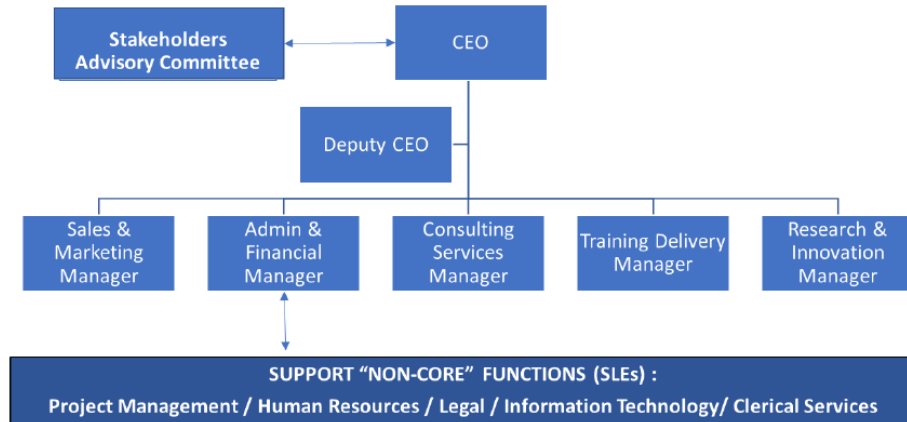 Stakeholders
Advisory Committee
CEO
Deputy CEO
Sales &
Marketing
Manager
Admin &
Financial
Manager
Consulting
Services
Manager
Training Delivery
Manager
Research &
Innovation
Manager
SUPPORT “NON-CORE” FUNCTIONS (SLEs) :
Project Management / Human Resources / Legal / Information Technology/ Clerical Services